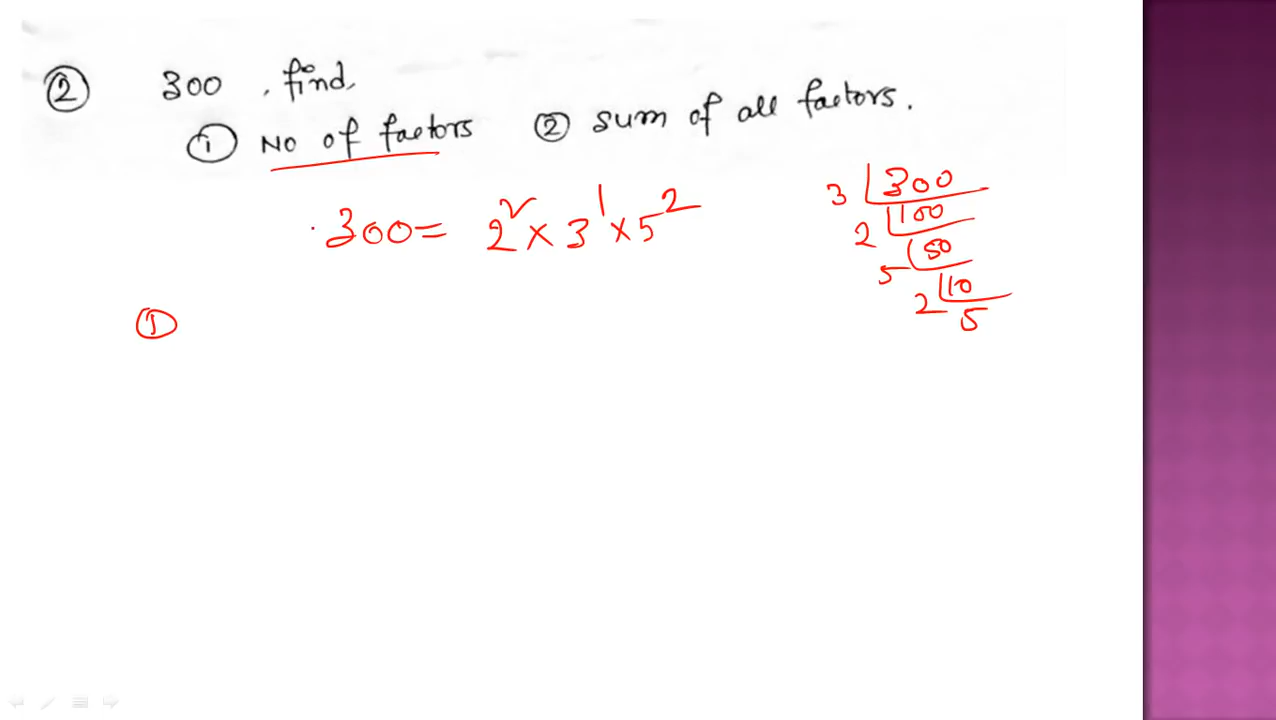 ② 300 , find,
① No of factors ② sum of all factors.
300 = 2² × 3¹ × 5²
3 300
2 100
5 50
2 10
5
①